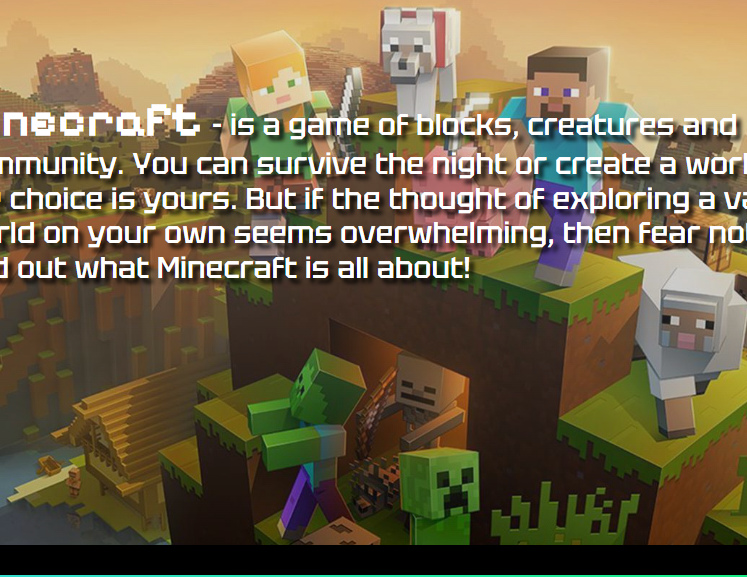 necraft - is a game of blocks, creatures and
mmunity. You can survive the night or create a worl
choice is yours. But if the thought of exploring a va
rld on your own seems overwhelming, then fear not
d out what Minecraft is all about!